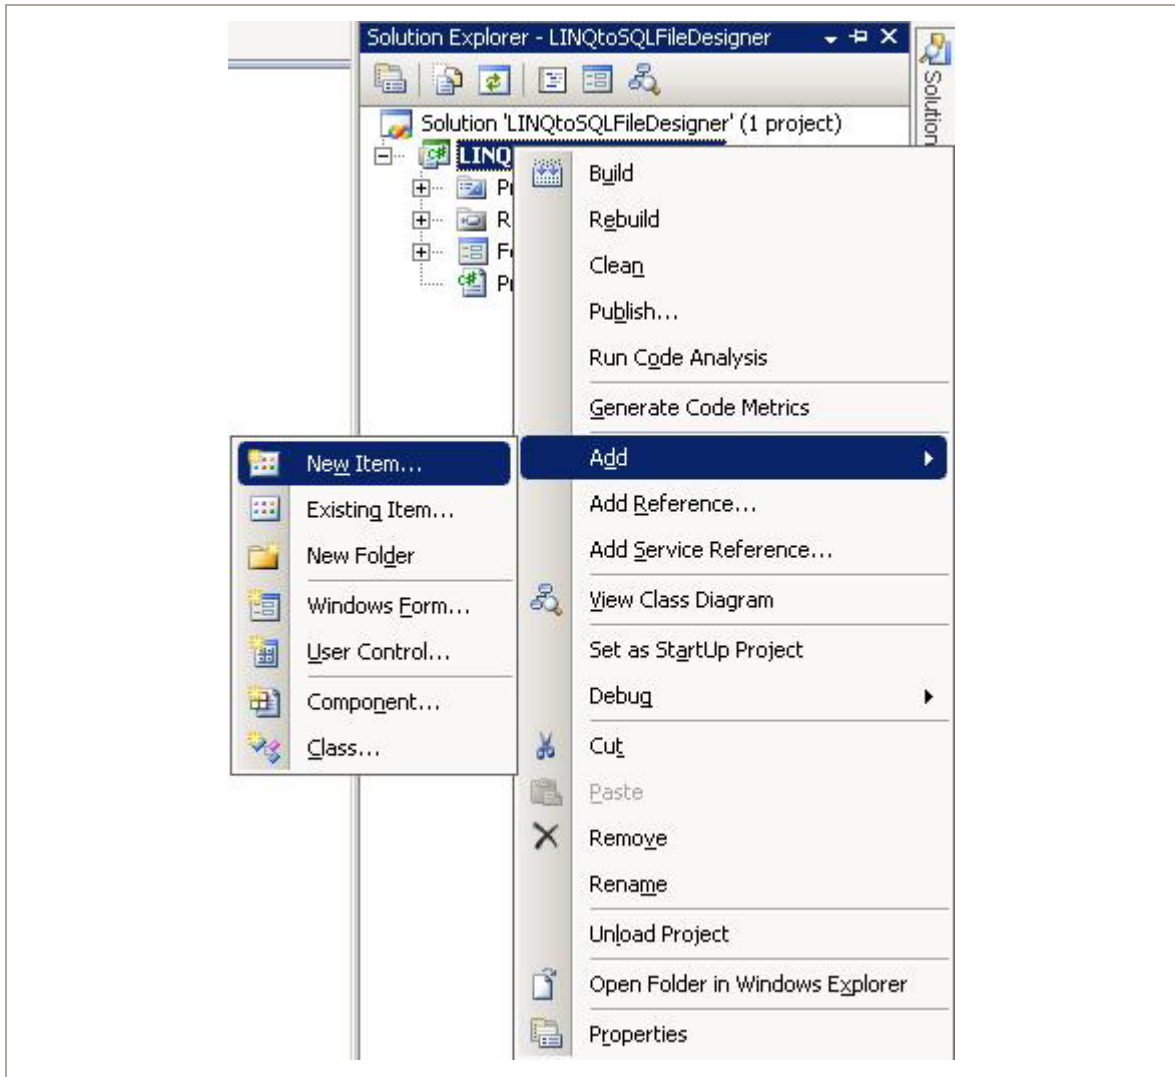 Solution Explorer - LINQtoSQLFileDesigner
Solution
Solution 'LINQtoSQLFileDesigner' (1 project)
LINQ
Build
Rebuild
Clean
Publish...
Run Code Analysis
Generate Code Metrics
Add
New Item...
Existing Item...
New Folder
Windows Form...
User Control...
Component...
Class...
Add Reference...
Add Service Reference...
View Class Diagram
Set as StartUp Project
Debug
Cut
Paste
Remove
Rename
Unload Project
Open Folder in Windows Explorer
Properties